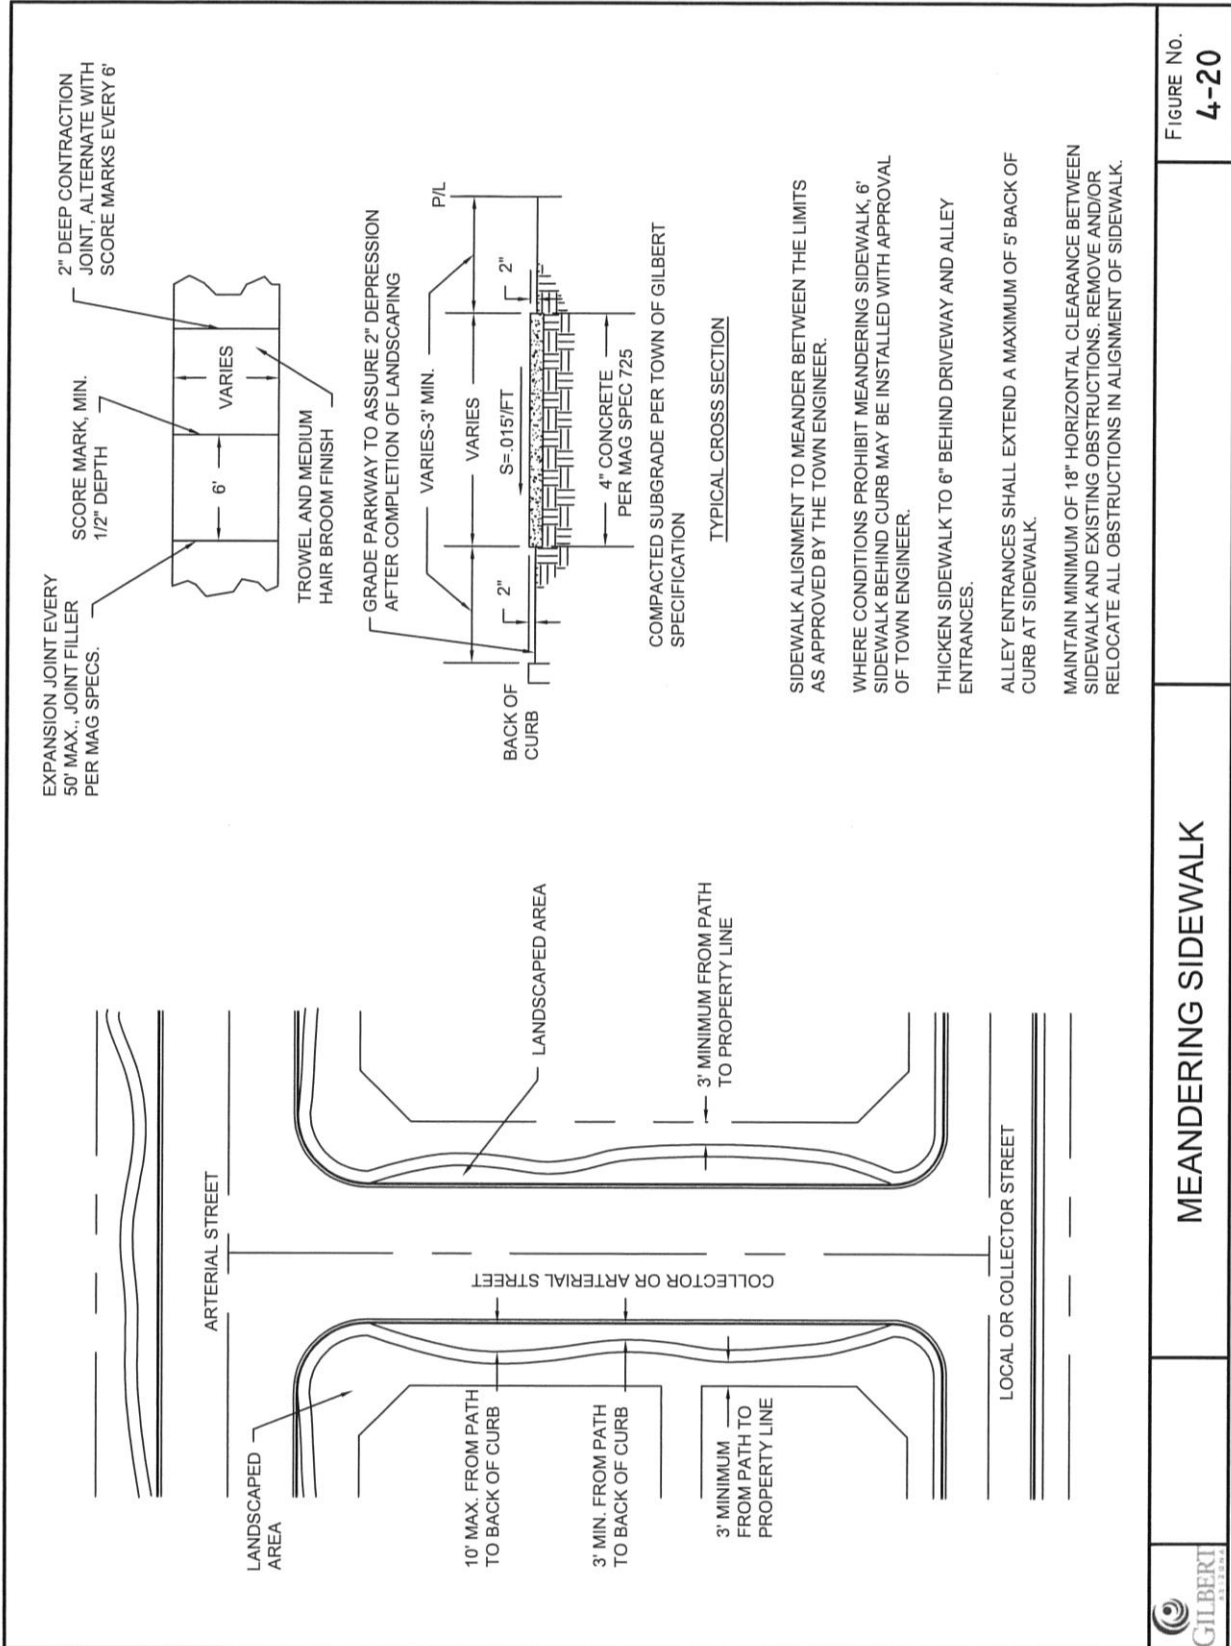 EXPANSION JOINT EVERY
50' MAX., JOINT FILLER
PER MAG SPECS.
SCORE MARK, MIN.
1/2" DEPTH
2" DEEP CONTRACTION
JOINT, ALTERNATE WITH
SCORE MARKS EVERY 6'
6'
VARIES
TROWEL AND MEDIUM
HAIR BROOM FINISH
GRADE PARKWAY TO ASSURE 2" DEPRESSION
AFTER COMPLETION OF LANDSCAPING
VARIES-3' MIN.
P/L
VARIES
2"
S=.015'/FT
2"
BACK OF
CURB
4" CONCRETE
PER MAG SPEC 725
COMPACTED SUBGRADE PER TOWN OF GILBERT
SPECIFICATION
TYPICAL CROSS SECTION
SIDEWALK ALIGNMENT TO MEANDER BETWEEN THE LIMITS
AS APPROVED BY THE TOWN ENGINEER.
WHERE CONDITIONS PROHIBIT MEANDERING SIDEWALK, 6'
SIDEWALK BEHIND CURB MAY BE INSTALLED WITH APPROVAL
OF TOWN ENGINEER.
THICKEN SIDEWALK TO 6" BEHIND DRIVEWAY AND ALLEY
ENTRANCES.
ALLEY ENTRANCES SHALL EXTEND A MAXIMUM OF 5' BACK OF
CURB AT SIDEWALK.
MAINTAIN MINIMUM OF 18" HORIZONTAL CLEARANCE BETWEEN
SIDEWALK AND EXISTING OBSTRUCTIONS. REMOVE AND/OR
RELOCATE ALL OBSTRUCTIONS IN ALIGNMENT OF SIDEWALK.
ARTERIAL STREET
LANDSCAPED
AREA
LANDSCAPED AREA
COLLECTOR OR ARTERIAL STREET
10' MAX. FROM PATH
TO BACK OF CURB
3' MIN. FROM PATH
TO BACK OF CURB
3' MINIMUM
FROM PATH TO
PROPERTY LINE
3' MINIMUM FROM PATH
TO PROPERTY LINE
LOCAL OR COLLECTOR STREET
GILBERT
ARIZONA
MEANDERING SIDEWALK
FIGURE No.
4-20